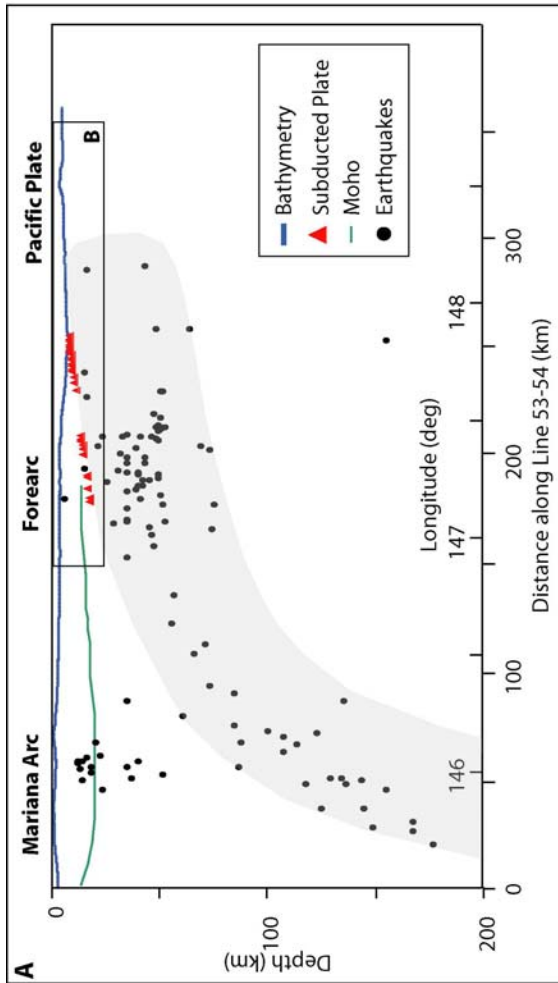 A
Mariana Arc
Forearc
Pacific Plate
B
0
100
200
Depth (km)
Bathymetry
Subducted Plate
Moho
Earthquakes
Longitude (deg)
146
147
148
0
100
200
300
Distance along Line 53-54 (km)